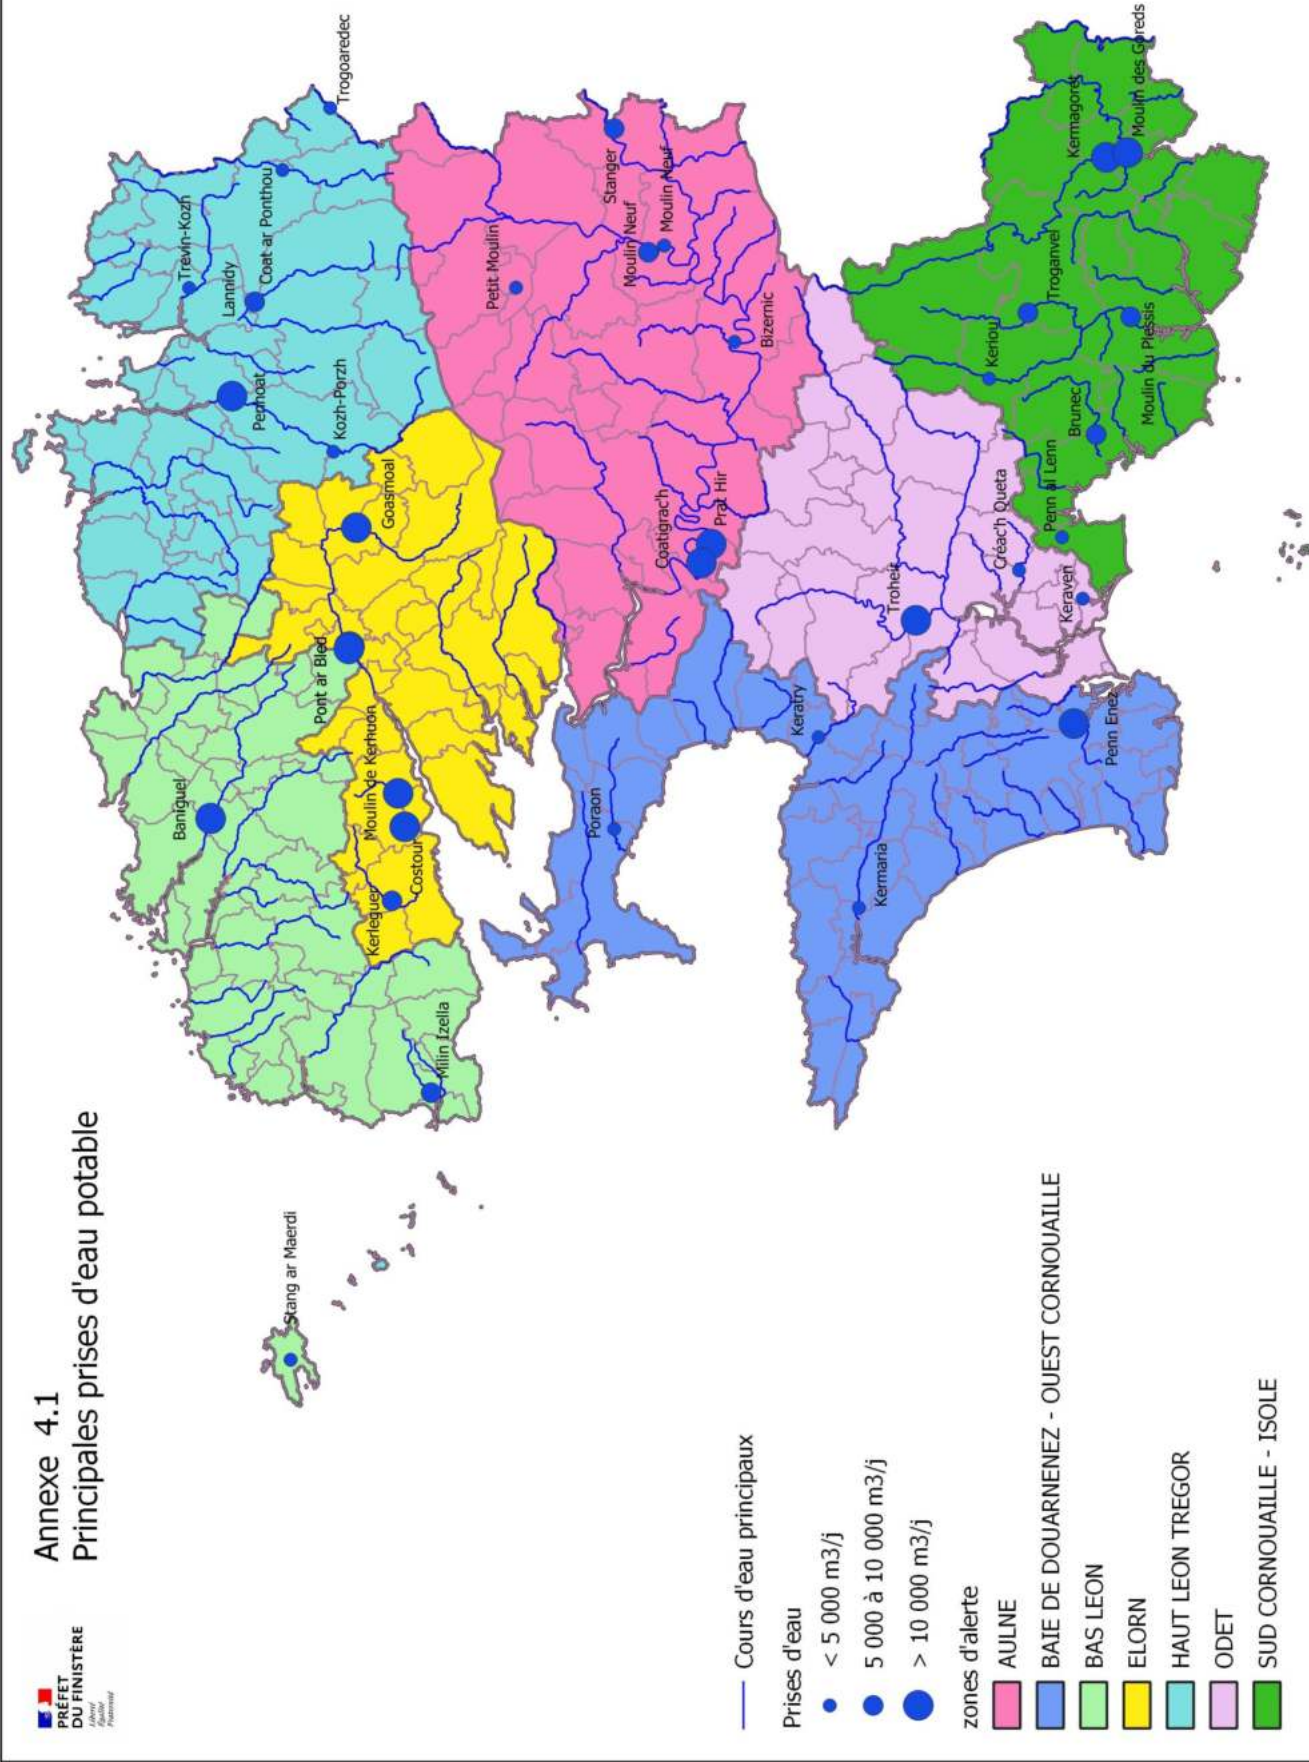 PRÉFET
DU FINISTÈRE
Liberté
Égalité
Fraternité
Annexe 4.1
Principales prises d'eau potable
Trogoaredec
Trevin-Kozh
Coat ar Ponthou
Lannidy
Penhoat
Kozh-Porzh
Goasmoal
Pont ar Bled
Moulin de Kerhuon
Costour
Kerleguer
Baniguel
Milin Izella
Stang ar Maerdi
Petit Moulin
Stanger
Moulin Neuf
Moulin Neuf
Bizernic
Coatigrac'h
Prat Hir
Poraon
Keratry
Kermaria
Penn Enez
Troheir
Créac'h Queta
Keraven
Penn al Lenn
Brunec
Keriou
Troganvel
Moulin du Plessis
Kermagoret
Moulin des Goreds
Cours d'eau principaux
Prises d'eau
< 5 000 m3/j
5 000 à 10 000 m3/j
> 10 000 m3/j
zones d'alerte
AULNE
BAIE DE DOUARNENEZ - OUEST CORNOUAILLE
BAS LEON
ELORN
HAUT LEON TREGOR
ODET
SUD CORNOUAILLE - ISOLE